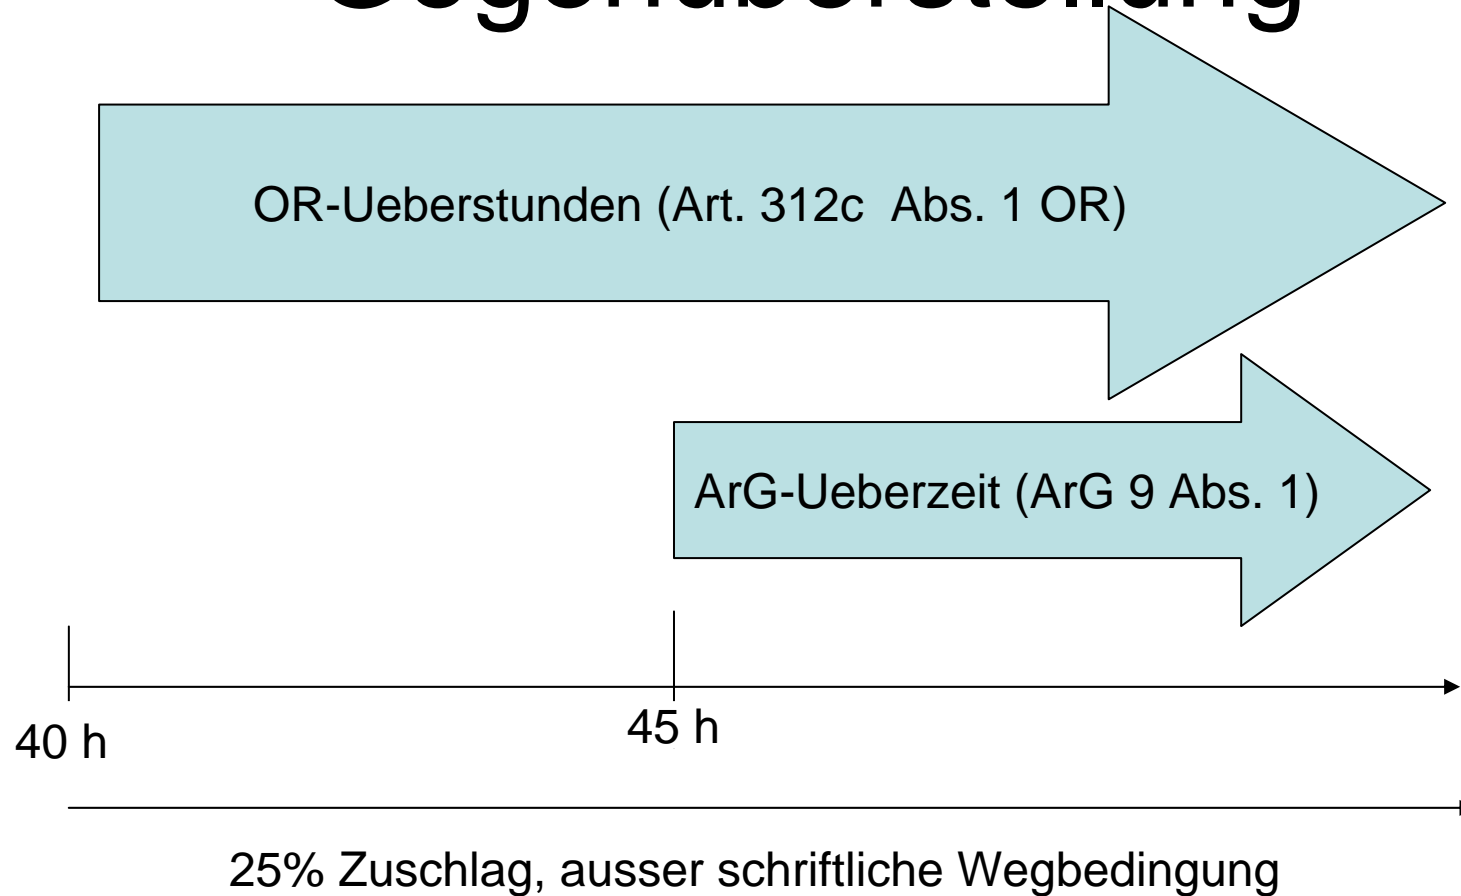 Gegenüberstellung
OR-Ueberstunden (Art. 312c Abs. 1 OR)
ArG-Ueberzeit (ArG 9 Abs. 1)
45 h
40 h
25% Zuschlag, ausser schriftliche Wegbedingung